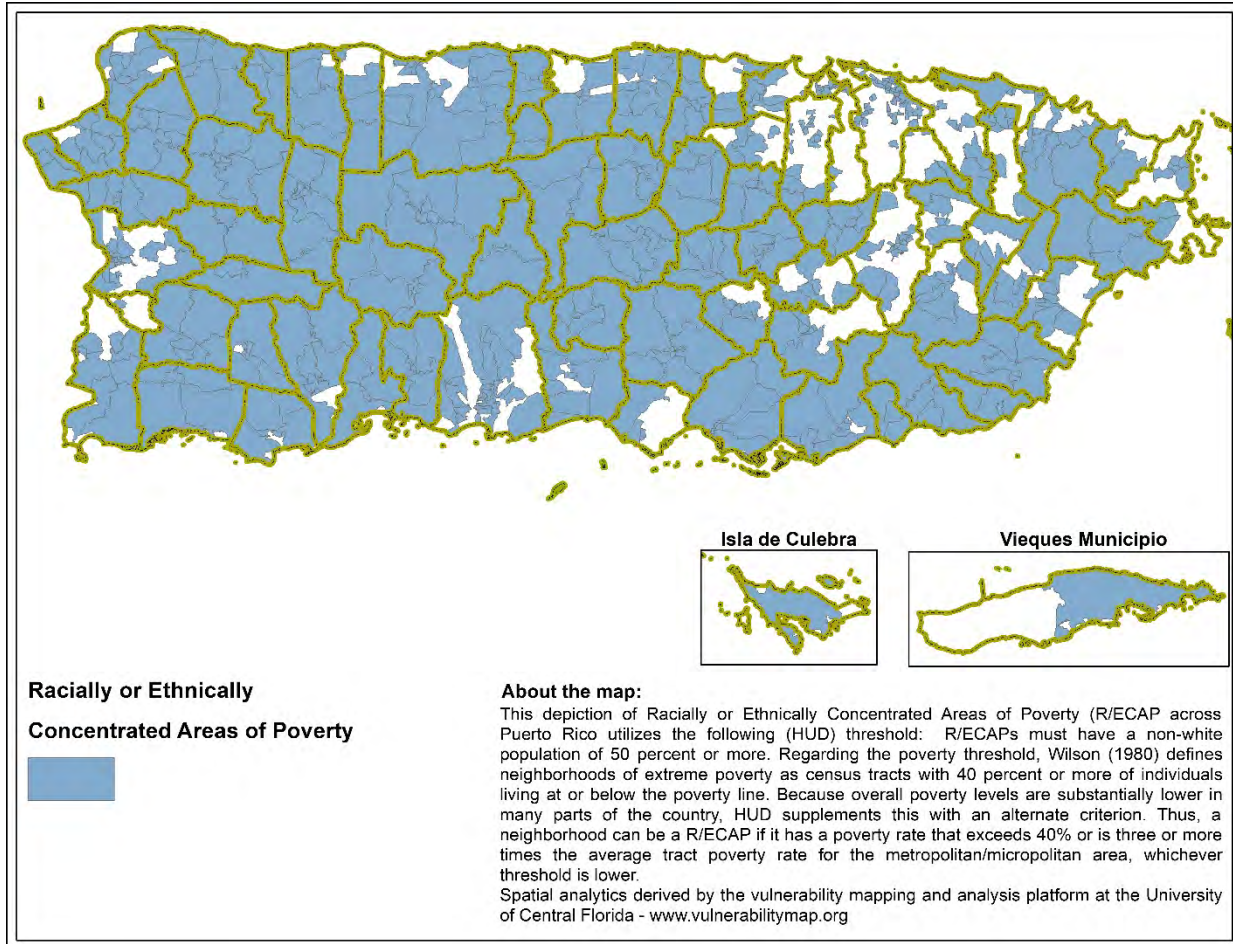 Isla de Culebra
Vieques Municipio
Racially or Ethnically
Concentrated Areas of Poverty
About the map:
This depiction of Racially or Ethnically Concentrated Areas of Poverty (R/ECAP across
Puerto Rico utilizes the following (HUD) threshold: R/ECAPs must have a non-white
population of 50 percent or more. Regarding the poverty threshold, Wilson (1980) defines
neighborhoods of extreme poverty as census tracts with 40 percent or more of individuals
living at or below the poverty line. Because overall poverty levels are substantially lower in
many parts of the country, HUD supplements this with an alternate criterion. Thus, a
neighborhood can be a R/ECAP if it has a poverty rate that exceeds 40% or is three or more
times the average tract poverty rate for the metropolitan/micropolitan area, whichever
threshold is lower.
Spatial analytics derived by the vulnerability mapping and analysis platform at the University
of Central Florida - www.vulnerabilitymap.org